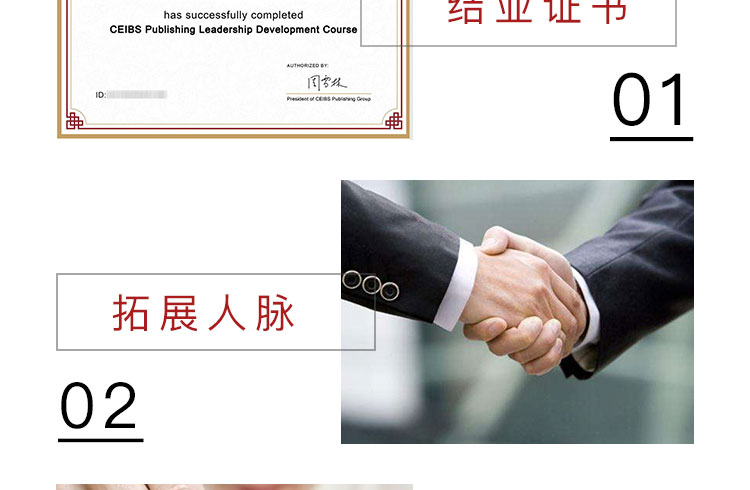 has successfully completed
CEIBS Publishing Leadership Development Course
结业证书
AUTHORIZED BY:
ID:
President of CEIBS Publishing Group
01
拓展人脉
02